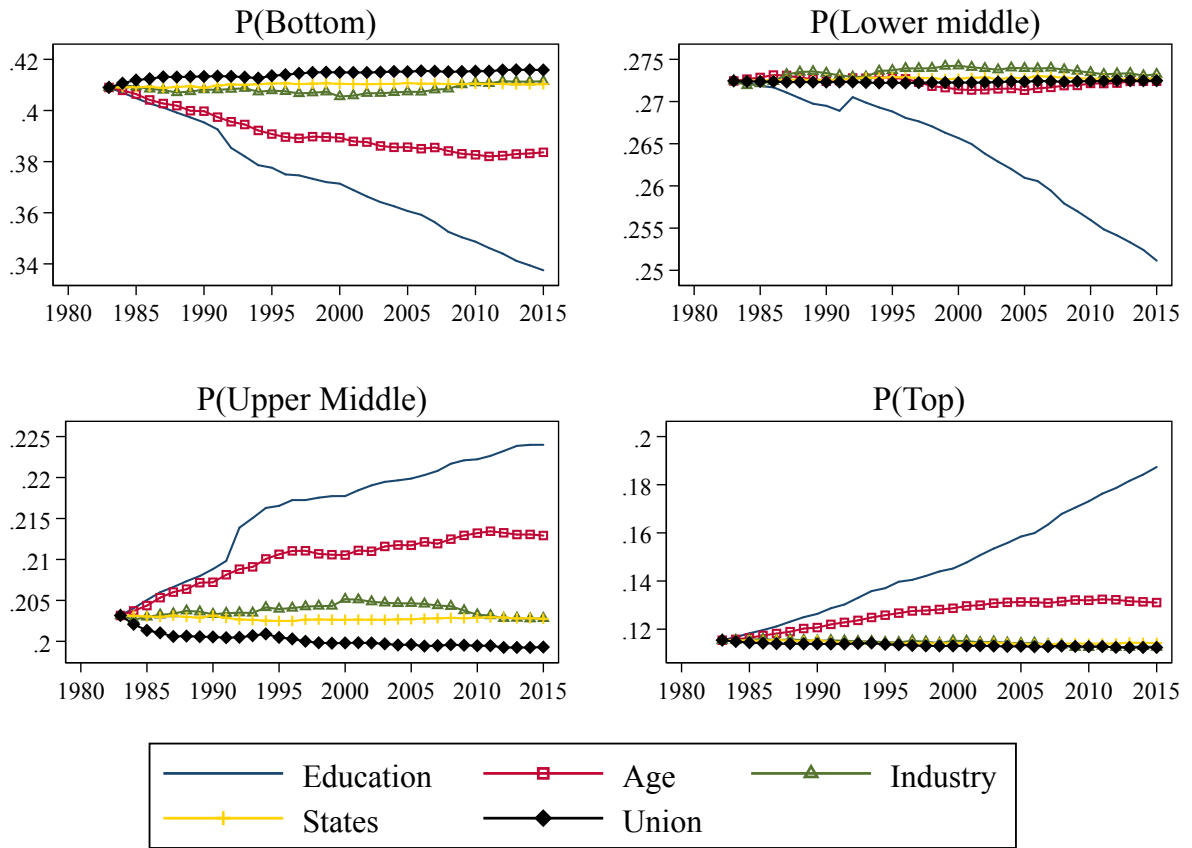 P(Bottom)
.42
.4
.38
.36
.34
1980 1985 1990 1995 2000 2005 2010 2015
P(Lower middle)
.275
.27
.265
.26
.255
.25
1980 1985 1990 1995 2000 2005 2010 2015
P(Upper Middle)
.225
.22
.215
.21
.205
.2
1980 1985 1990 1995 2000 2005 2010 2015
P(Top)
.2
.18
.16
.14
.12
1980 1985 1990 1995 2000 2005 2010 2015
Education Age Industry
States Union